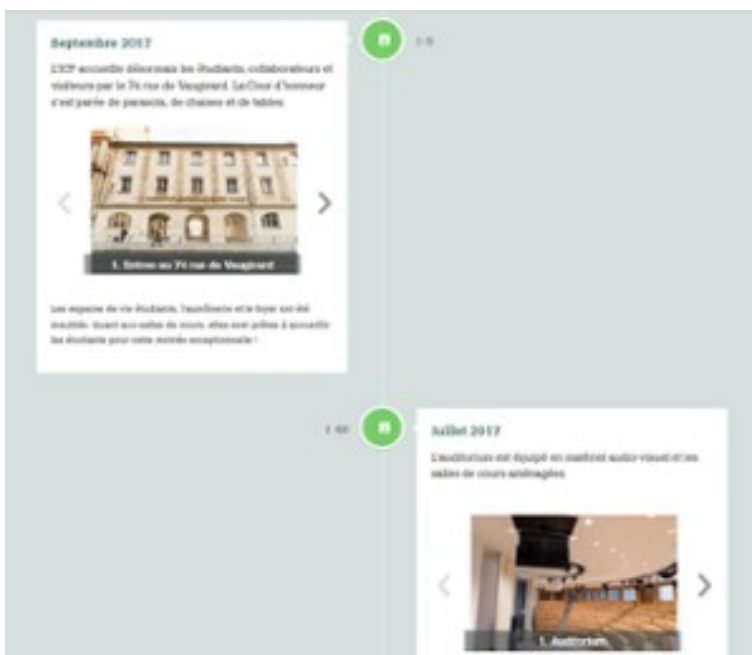 Septembre 2017
L'ICP accueille désormais les étudiants, collaborateurs et
visiteurs par le 74 rue de Vaugirard. La Cour d'honneur
s'est parée de parasols, de chaises et de tables.
1. Entrée au 74 rue de Vaugirard
Les espaces de vie étudiante, et le foyer ont été
Quant aux salles de cours, elles sont prêtes à accueillir
les étudiants pour cette rentrée exceptionnelle !
Juillet 2017
L'auditorium est équipé en matériel audio-visuel et les
salles de cours aménagées.
1. Auditorium